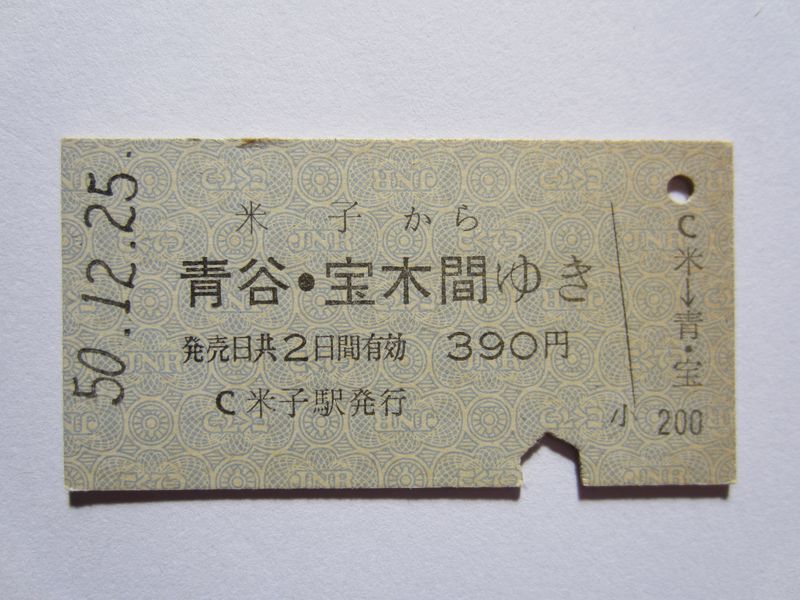 50.12.25.
米子から
青谷・宝木間ゆき
発売日共2日間有効 390円
C 米子駅発行
C米→青・宝
小 200